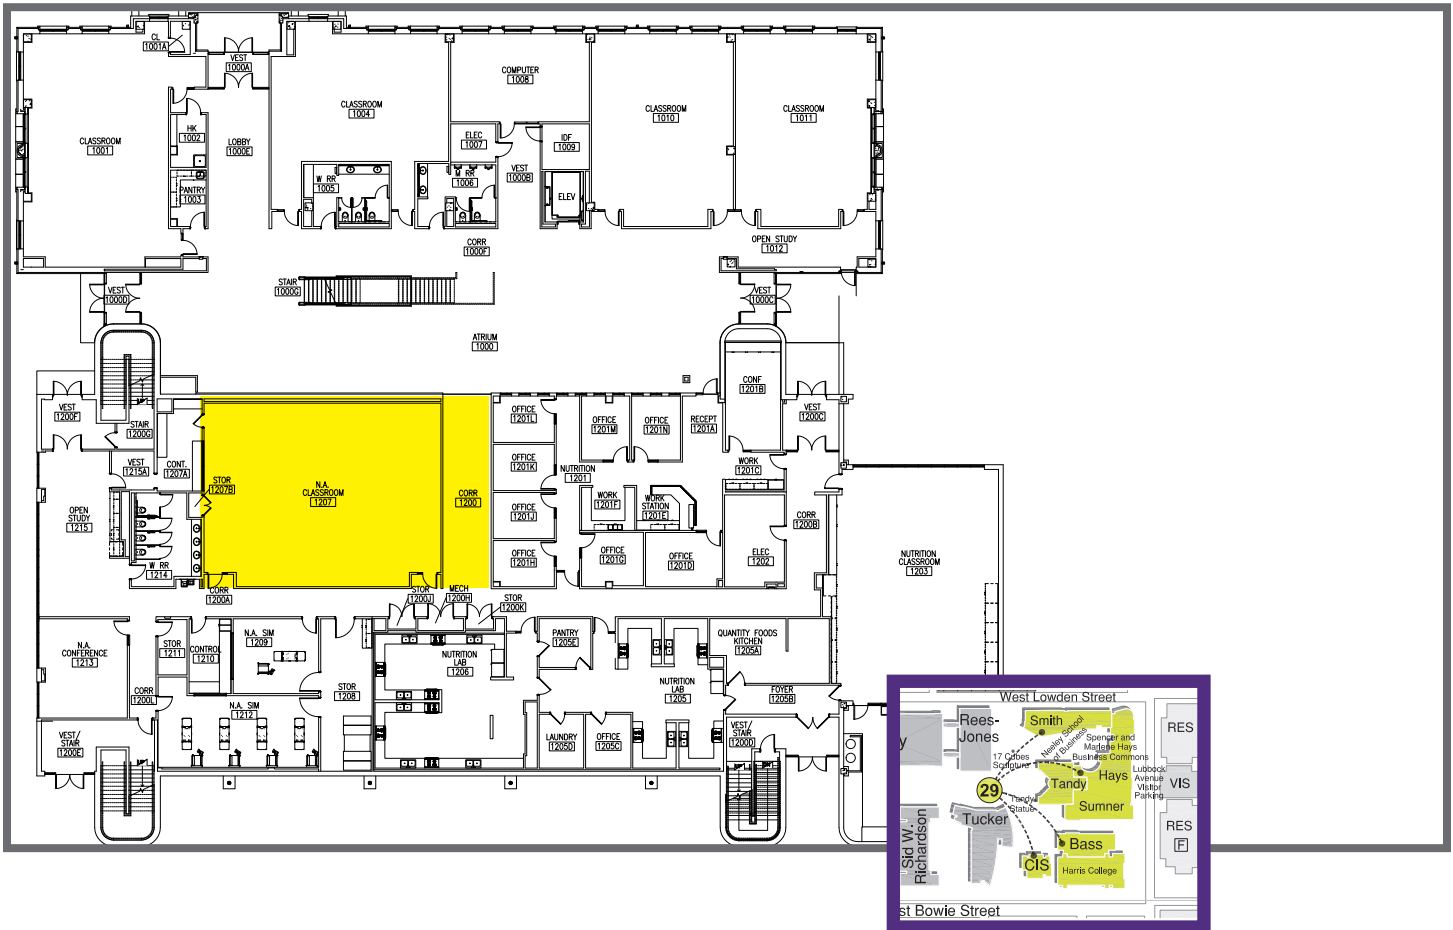 CL
1001A
VEST
1000A
CLASSROOM
1004
COMPUTER
1008
CLASSROOM
1010
CLASSROOM
1011
CLASSROOM
1001
HK
1002
LOBBY
1000E
ELEC
1007
IDF
1009
VEST
1000B
W RR
1005
M RR
1006
PANTRY
1003
ELEV
CORR
1000F
OPEN STUDY
1012
STAIR
1000G
VEST
1000D
VEST
1000C
ATRIUM
1000
CONF
1201B
VEST
1200F
STAIR
1200G
OFFICE
1201L
OFFICE
1201M
OFFICE
1201N
RECEPT
1201A
VEST
1200C
VEST
1215A
CONT.
1207A
STOR
1207B
N.A.
CLASSROOM
1207
CORR
1200
OFFICE
1201K
NUTRITION
1201
WORK
1201C
WORK
1201F
WORK
STATION
1201E
OPEN
STUDY
1215
OFFICE
1201J
CORR
1200B
W RR
1214
OFFICE
1201H
OFFICE
1201G
OFFICE
1201D
ELEC
1202
NUTRITION
CLASSROOM
1203
CORR
1200A
STOR
1200J
MECH
1200H
STOR
1200K
N.A.
CONFERENCE
1213
STOR
1211
CONTROL
1210
N.A. SIM
1209
NUTRITION
LAB
1206
PANTRY
1205E
QUANTITY FOODS
KITCHEN
1205A
CORR
1200L
N.A. SIM
1212
STOR
1208
NUTRITION
LAB
1205
FOYER
1205B
VEST/
STAIR
1200E
LAUNDRY
1205D
OFFICE
1205C
VEST/
STAIR
1200D
West Lowden Street
y
Rees-
Jones
Smith
Neeley School
of Business
Spencer and
Marlene Hays
Business Commons
RES
17 Cubes
Sculpture
Hays
Tandy
Lubbock
Avenue
Visitor
Parking
VIS
29
Tandy
Statue
Sumner
Tucker
RES
F
Sid W.
Richardson
Bass
CIS
Harris College
st Bowie Street